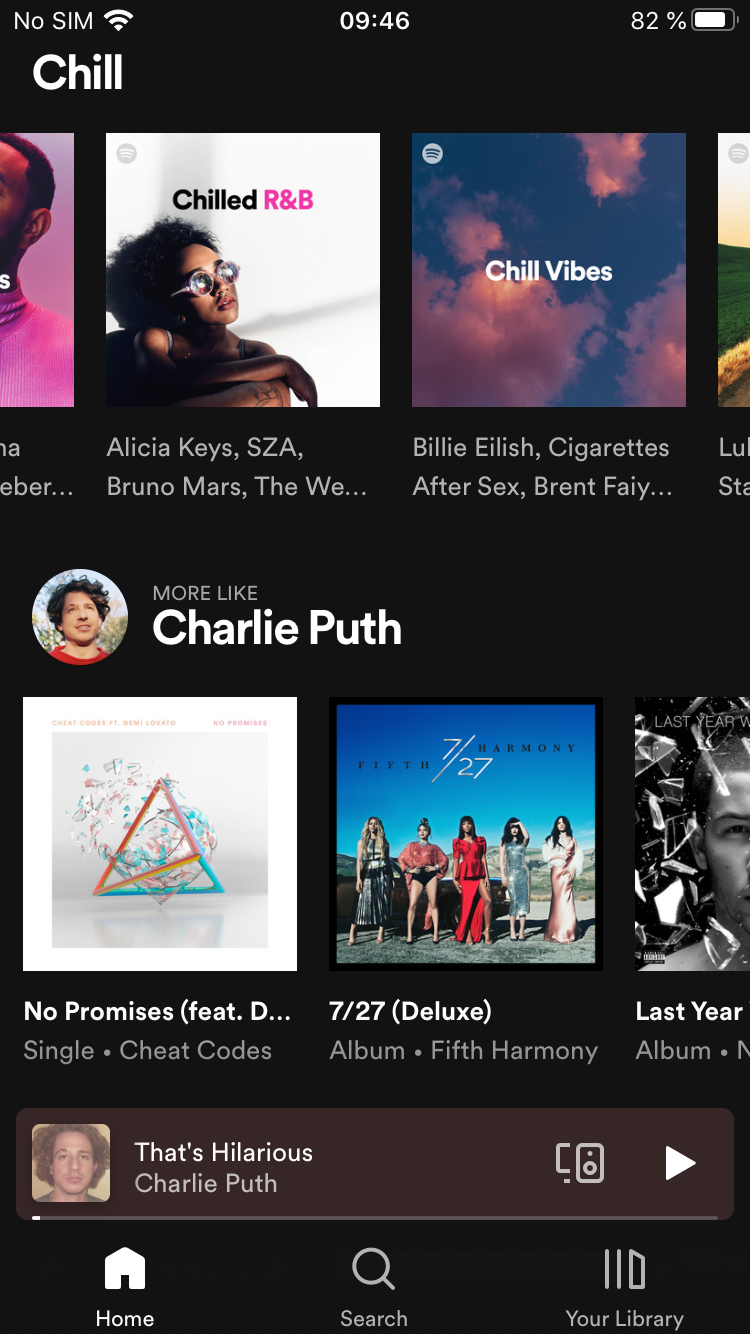 No SIM 09:46 82 %
Chill
s
Chilled R&B
Chill Vibes
na
eber...
Alicia Keys, SZA,
Bruno Mars, The We...
Billie Eilish, Cigarettes
After Sex, Brent Faiy...
Lul
Sta
MORE LIKE
Charlie Puth
CHEAT CODES FT. DEMI LOVATO NO PROMISES
FIFTH 7/27 HARMONY
LAST YEAR W
No Promises (feat. D...
Single • Cheat Codes
7/27 (Deluxe)
Album • Fifth Harmony
Last Year
Album • N
That's Hilarious
Charlie Puth
Home
Search
Your Library